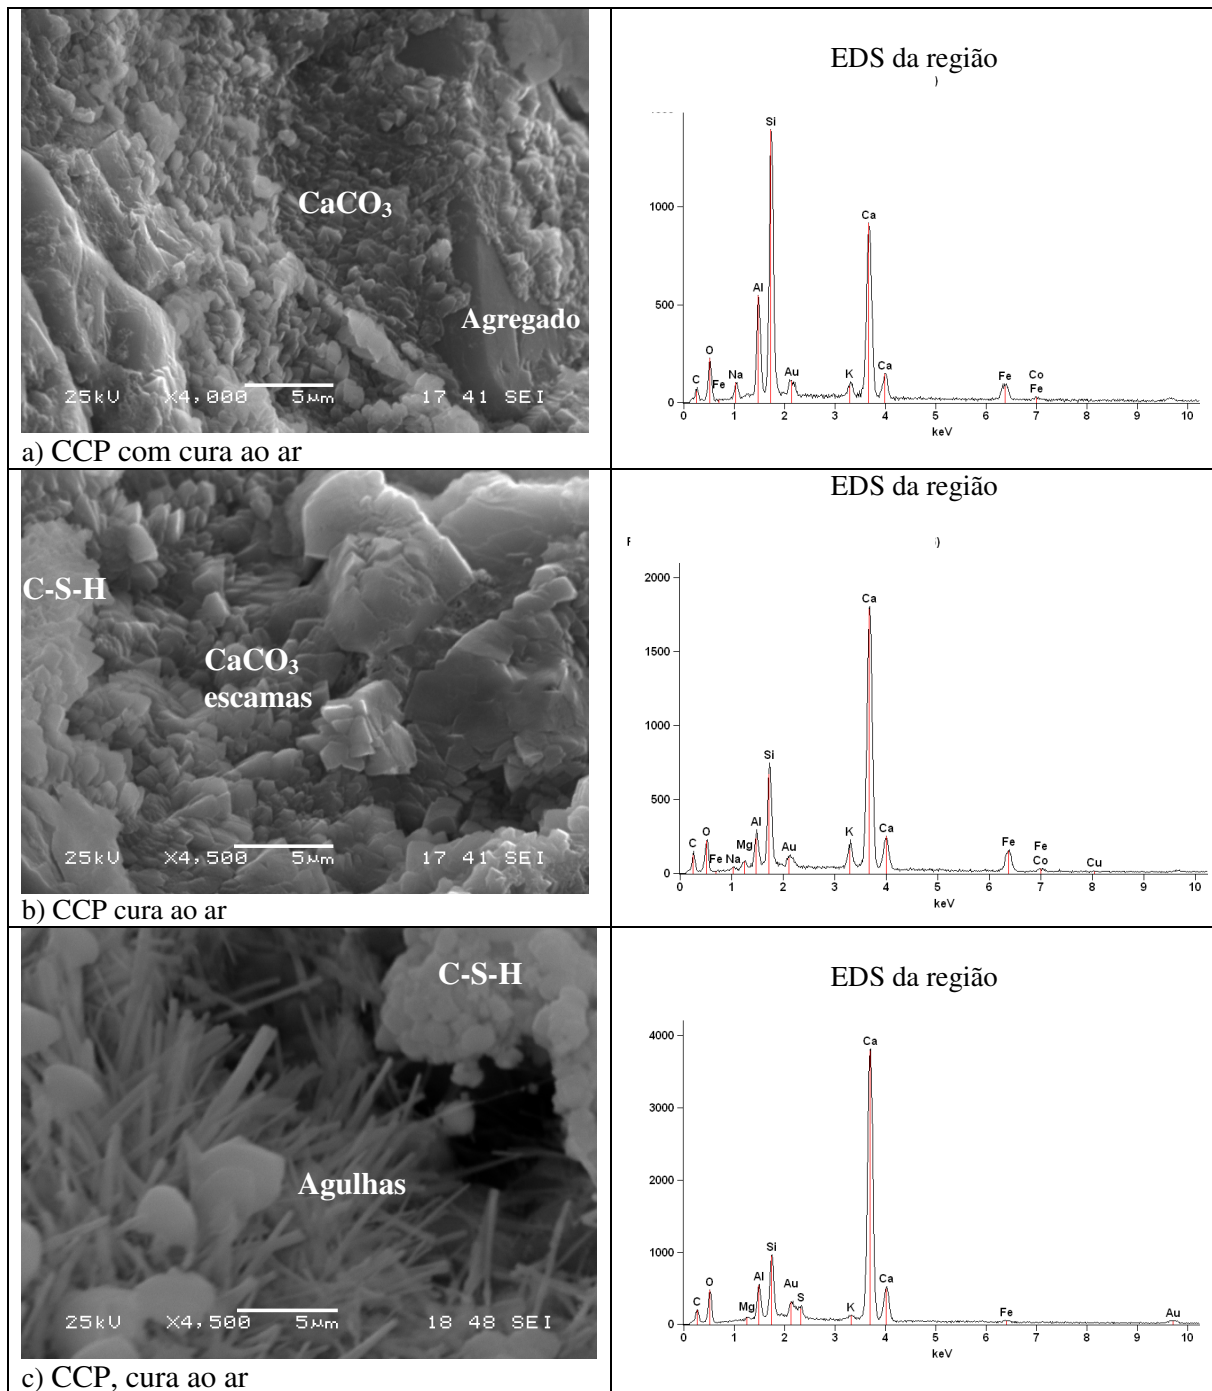 CaCO₃
Agregado
25kV X4,000 5µm 17 41 SEI
a) CCP com cura ao ar
EDS da região
)
1000
500
0
C O Fe Na Al Si Au K Ca Ca Fe Co Fe
0 1 2 3 4 5 6 7 8 9 10
keV
C-S-H
CaCO₃
escamas
25kV X4,500 5µm 17 41 SEI
b) CCP cura ao ar
EDS da região
)
2000
1500
1000
500
0
C O Fe Na Mg Al Si Au K Ca Ca Fe Fe Co Cu
0 1 2 3 4 5 6 7 8 9 10
keV
C-S-H
Agulhas
25kV X4,500 5µm 18 48 SEI
c) CCP, cura ao ar
EDS da região
4000
3000
2000
1000
0
C O Mg Al Si Au S K Ca Ca Fe Au
0 1 2 3 4 5 6 7 8 9 10
keV